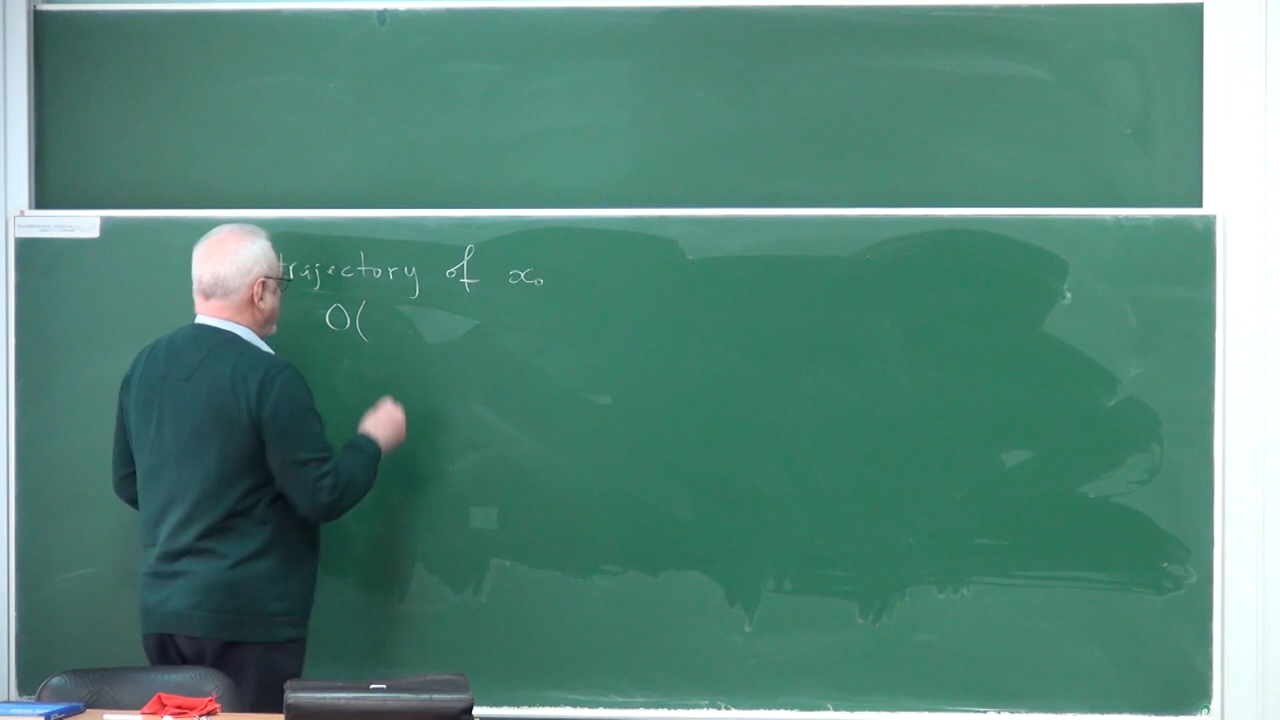 trajectory of x₀
O(